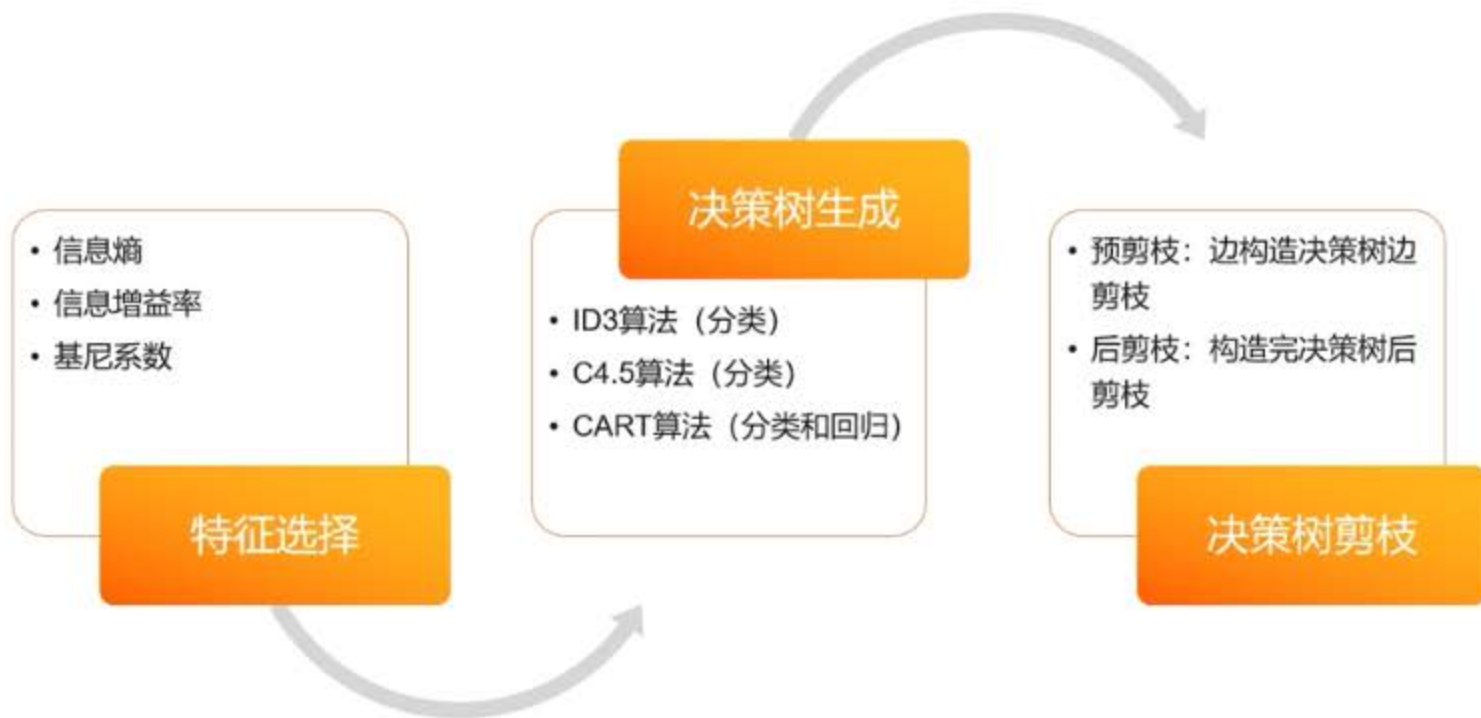 信息熵
信息增益率
基尼系数
特征选择
决策树生成
ID3算法（分类）
C4.5算法（分类）
CART算法（分类和回归）
预剪枝：边构造决策树边
剪枝
后剪枝：构造完决策树后
剪枝
决策树剪枝